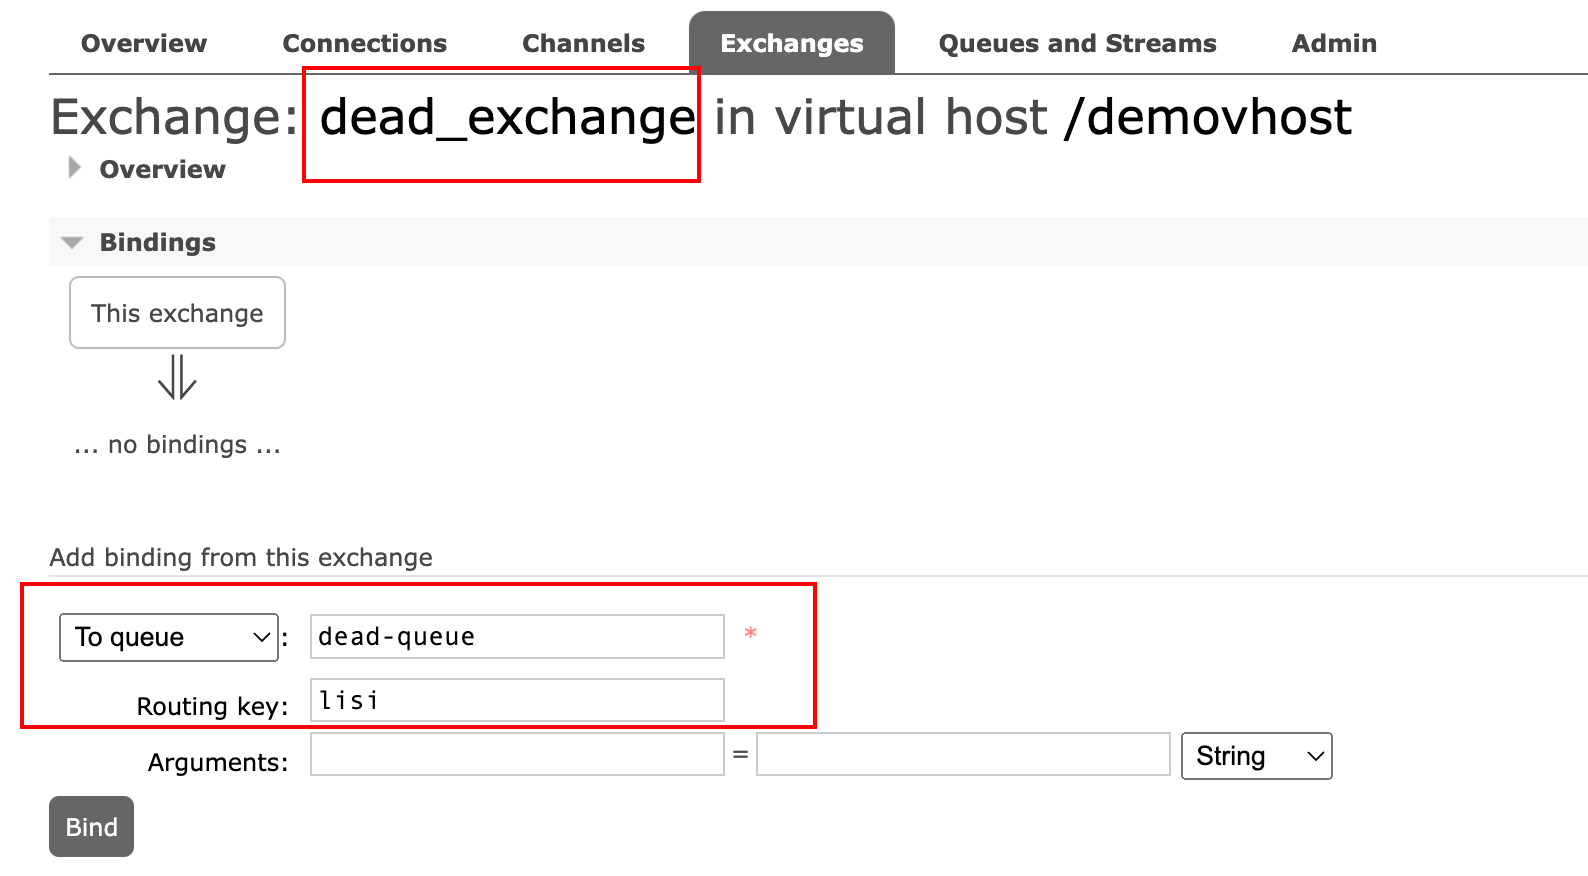 Overview Connections Channels Exchanges Queues and Streams Admin
Exchange: dead_exchange in virtual host /demovhost
Overview
Bindings
This exchange
... no bindings ...
Add binding from this exchange
To queue : dead-queue *
Routing key: lisi
Arguments: = String
Bind